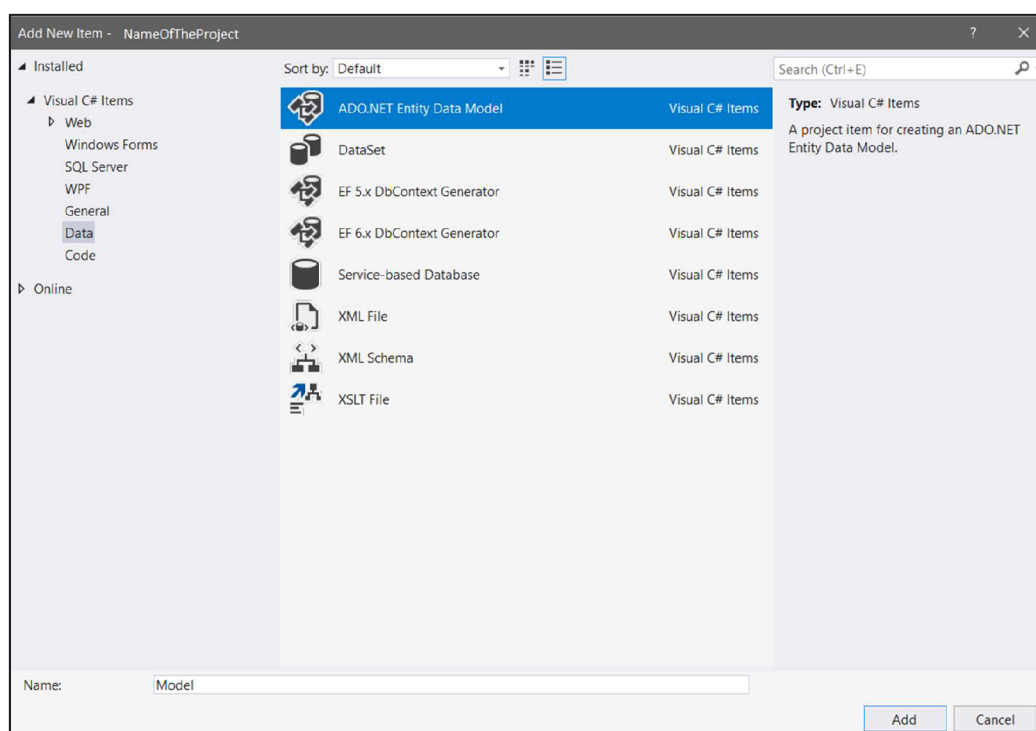 Add New Item - NameOfTheProject ? ×
Installed
Sort by: Default
Search (Ctrl+E)
Visual C# Items
Web
Windows Forms
SQL Server
WPF
General
Data
Code
Online
ADO.NET Entity Data Model Visual C# Items
DataSet Visual C# Items
EF 5.x DbContext Generator Visual C# Items
EF 6.x DbContext Generator Visual C# Items
Service-based Database Visual C# Items
XML File Visual C# Items
XML Schema Visual C# Items
XSLT File Visual C# Items
Type: Visual C# Items
A project item for creating an ADO.NET
Entity Data Model.
Name: Model
Add Cancel